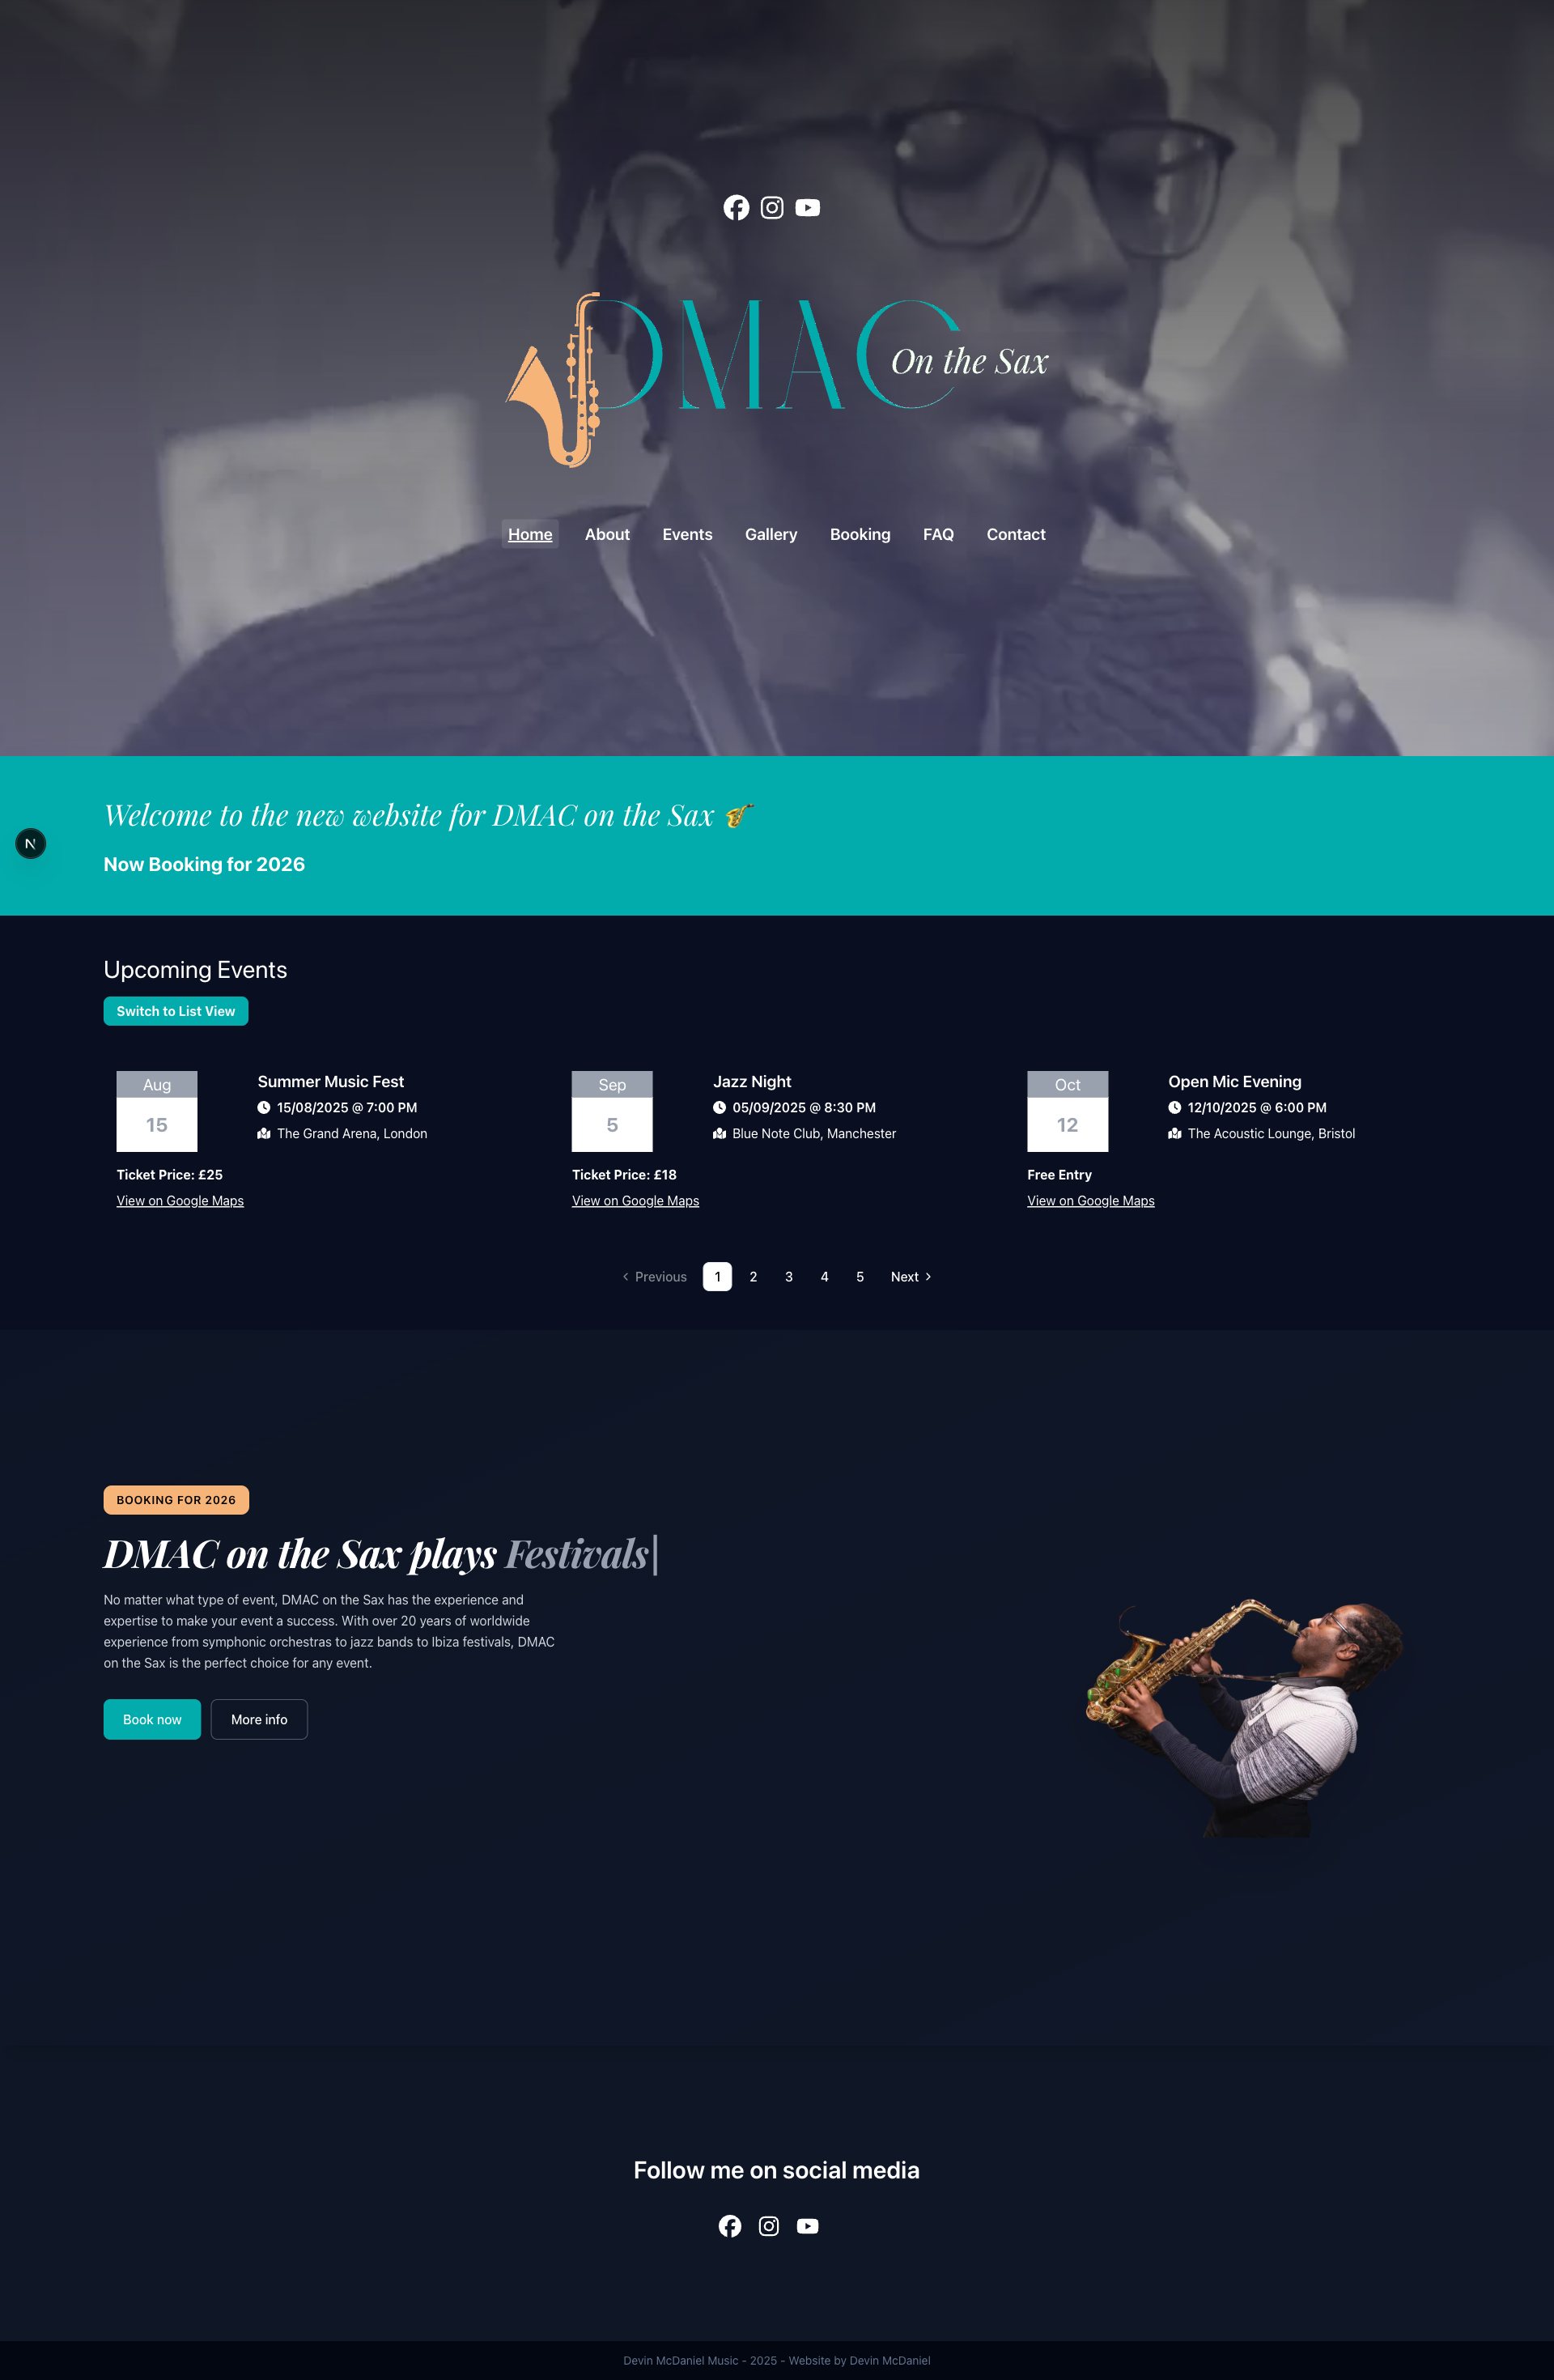 DMAC
On the Sax
Home About Events Gallery Booking FAQ Contact
Welcome to the new website for DMAC on the Sax 🎷
Now Booking for 2026
N
Upcoming Events
Switch to List View
Aug
15
Summer Music Fest
15/08/2025 @ 7:00 PM
The Grand Arena, London
Ticket Price: £25
View on Google Maps
Sep
5
Jazz Night
05/09/2025 @ 8:30 PM
Blue Note Club, Manchester
Ticket Price: £18
View on Google Maps
Oct
12
Open Mic Evening
12/10/2025 @ 6:00 PM
The Acoustic Lounge, Bristol
Free Entry
View on Google Maps
Previous 1 2 3 4 5 Next
BOOKING FOR 2026
DMAC on the Sax plays Festivals|
No matter what type of event, DMAC on the Sax has the experience and
expertise to make your event a success. With over 20 years of worldwide
experience from symphonic orchestras to jazz bands to Ibiza festivals, DMAC
on the Sax is the perfect choice for any event.
Book now More info
Follow me on social media
Devin McDaniel Music - 2025 - Website by Devin McDaniel